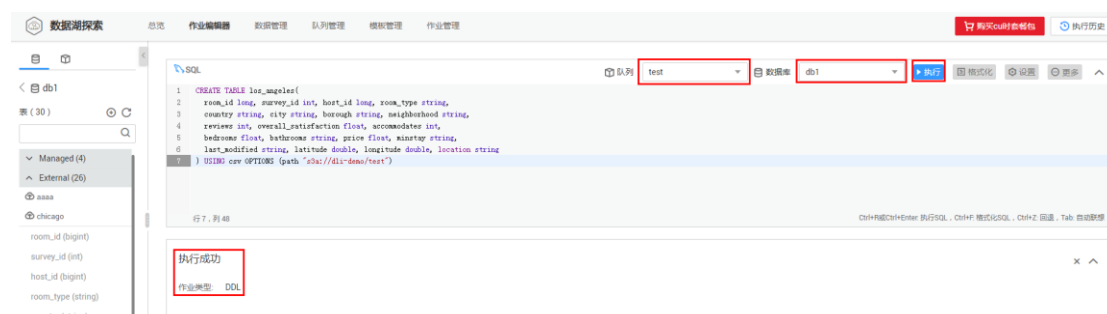 数据湖探索
总览 作业编辑器 数据管理 队列管理 模板管理 作业管理
购买cu时套餐包 执行历史
SQL 队列 test 数据库 db1 执行 格式化 设置 更多
db1
表 ( 30 )
Managed (4)
External (26)
aaaa
chicago
room_id (bigint)
survey_id (int)
host_id (bigint)
room_type (string)
1 CREATE TABLE los_angeles(
2 room_id long, survey_id int, host_id long, room_type string,
3 country string, city string, borough string, neighborhood string,
4 reviews int, overall_satisfaction float, accommodates int,
5 bedrooms float, bathrooms string, price float, minstay string,
6 last_modified string, latitude double, longitude double, location string
7 ) USING csv OPTIONS (path "s3a://dli-demo/test")
行 7 , 列 48
Ctrl+R或Ctrl+Enter: 执行SQL , Ctrl+F: 格式化SQL , Ctrl+Z: 回退 , Tab: 自动联想
执行成功
作业类型: DDL